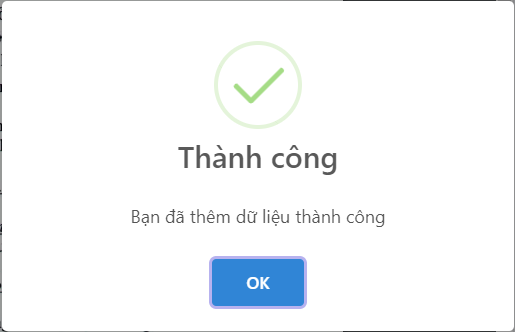 Thành công
Bạn đã thêm dữ liệu thành công
OK